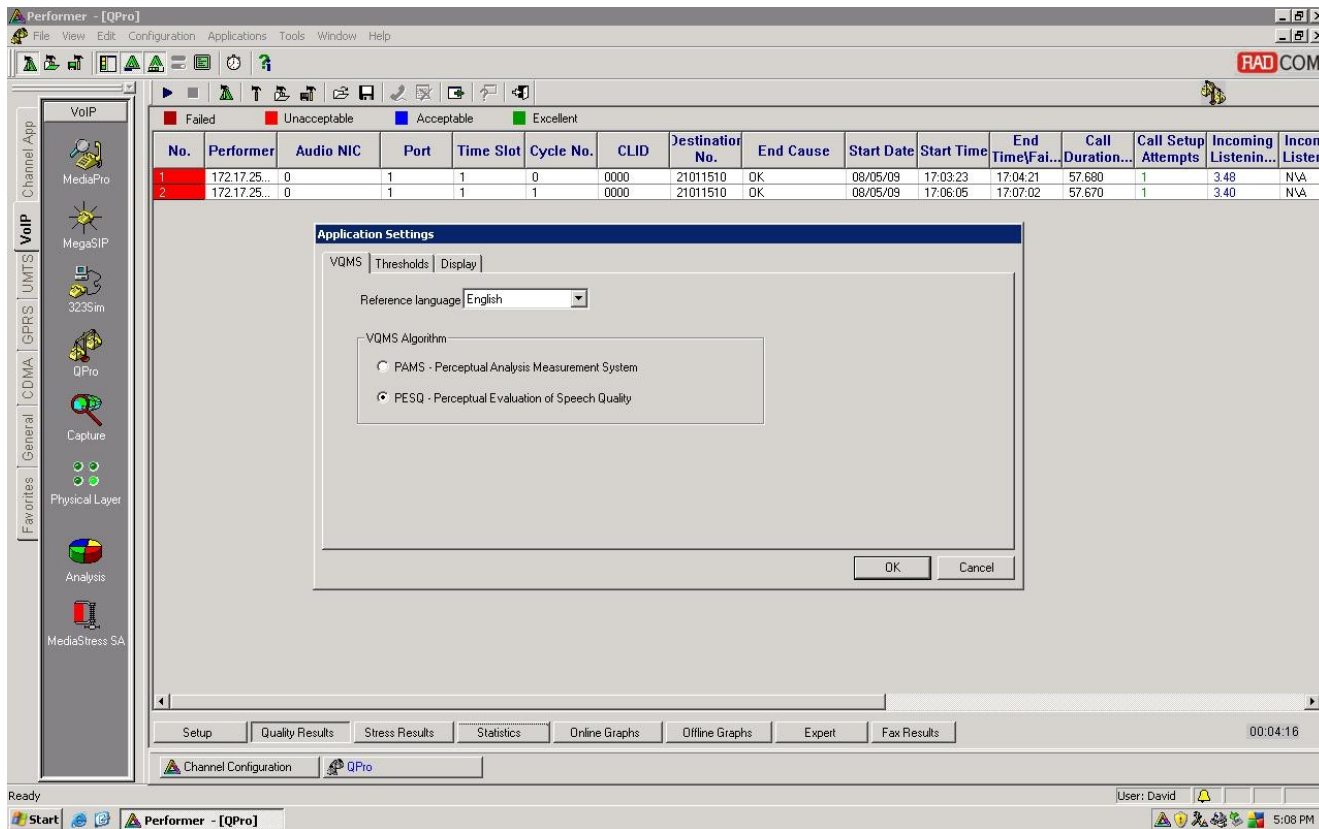 Performer - [QPro]
File View Edit Configuration Applications Tools Window Help
RADCOM
VoIP
Channel App
VoIP
UMTS
GPRS
CDMA
General
Favorites
MediaPro
MegaSIP
323Sim
QPro
Capture
Physical Layer
Analysis
MediaStress SA
Failed Unacceptable Acceptable Excellent
No. Performer Audio NIC Port Time Slot Cycle No. CLID Destination No. End Cause Start Date Start Time End Time\Fai... Call Duration... Call Setup Attempts Incoming Listenin... Incon Lister
1 172.17.25... 0 1 1 0 0000 21011510 OK 08/05/09 17:03:23 17:04:21 57.680 1 3.48 N\A
2 172.17.25... 0 1 1 1 0000 21011510 OK 08/05/09 17:06:05 17:07:02 57.670 1 3.40 N\A
Application Settings
VQMS Thresholds Display
Reference language English
VQMS Algorithm
PAMS - Perceptual Analysis Measurement System
PESQ - Perceptual Evaluation of Speech Quality
OK Cancel
Setup Quality Results Stress Results Statistics Online Graphs Offline Graphs Expert Fax Results 00:04:16
Channel Configuration QPro
Ready User: David
Start Performer - [QPro] 5:08 PM